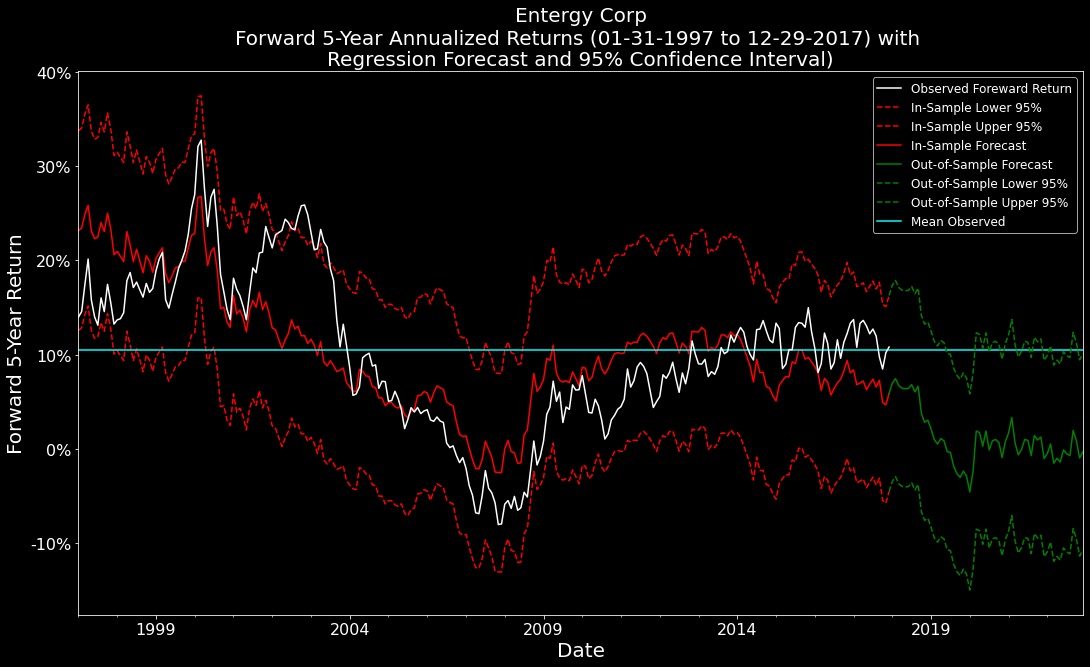 Entergy Corp
Forward 5-Year Annualized Returns (01-31-1997 to 12-29-2017) with
Regression Forecast and 95% Confidence Interval)
40%
30%
20%
10%
0%
-10%
Forward 5-Year Return
Observed Foreward Return
In-Sample Lower 95%
In-Sample Upper 95%
In-Sample Forecast
Out-of-Sample Forecast
Out-of-Sample Lower 95%
Out-of-Sample Upper 95%
Mean Observed
1999
2004
2009
2014
2019
Date